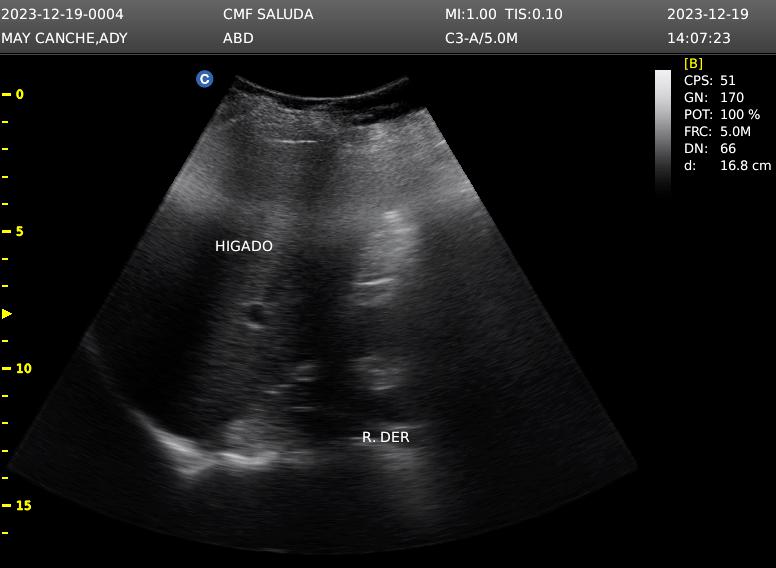 2023-12-19-0004 CMF SALUDA MI:1.00 TIS:0.10 2023-12-19
MAY CANCHE,ADY ABD C3-A/5.0M 14:07:23
C
[B]
CPS: 51
GN: 170
POT: 100 %
FRC: 5.0M
DN: 66
d: 16.8 cm
0
5
HIGADO
10
R. DER
15